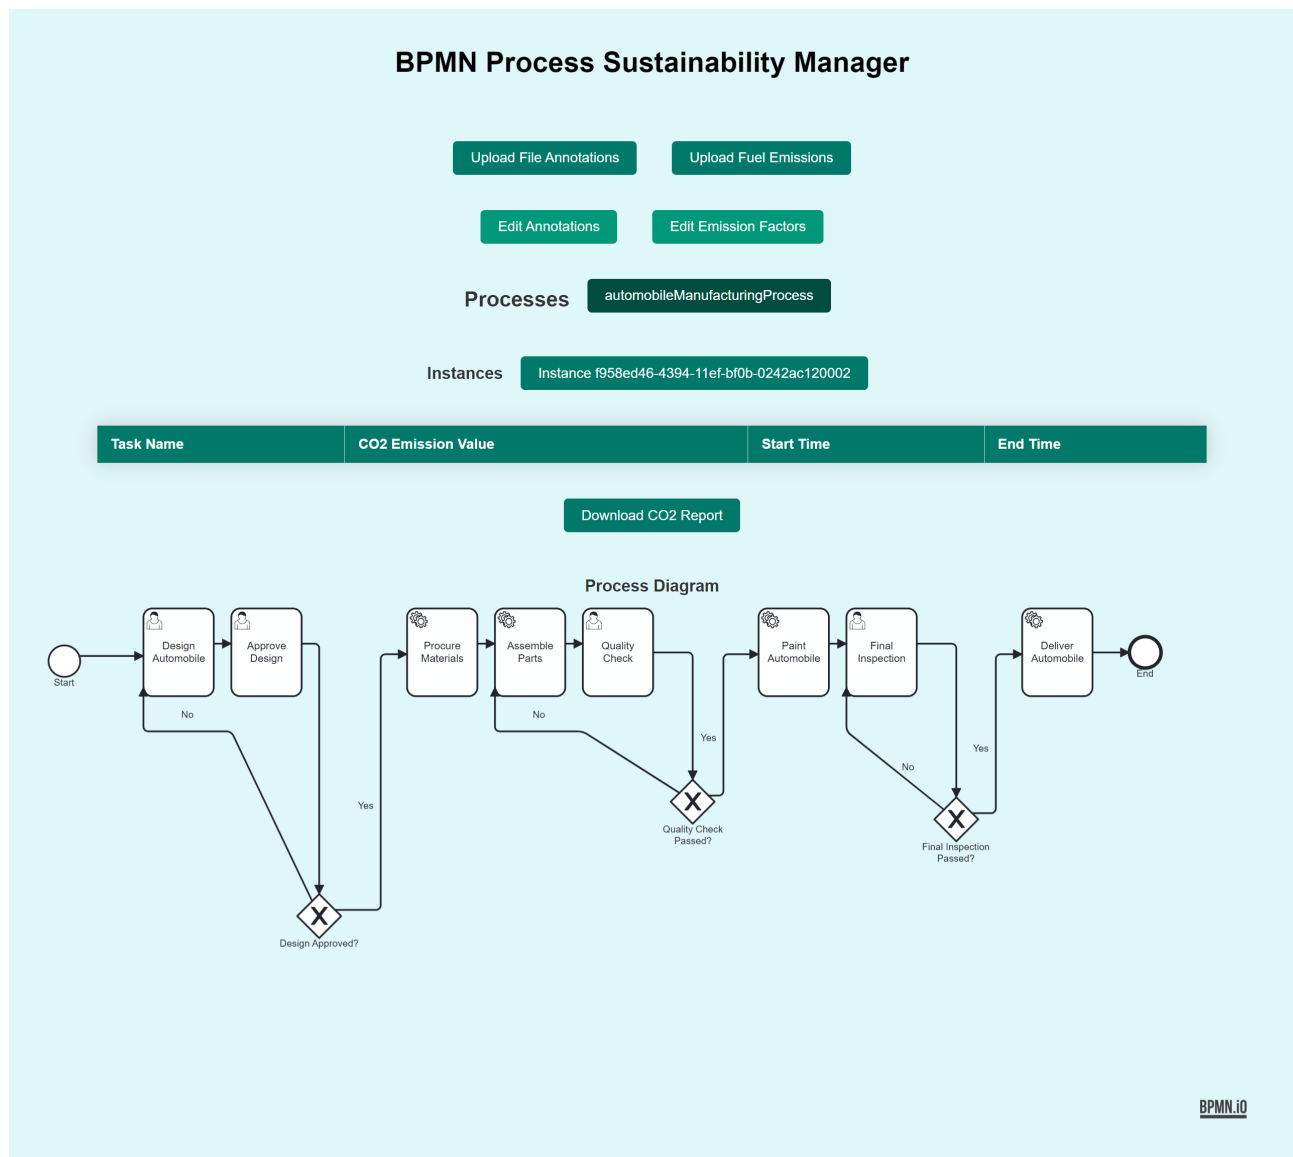 BPMN Process Sustainability Manager
Upload File Annotations
Upload Fuel Emissions
Edit Annotations
Edit Emission Factors
Processes
automobileManufacturingProcess
Instances
Instance f958ed46-4394-11ef-bf0b-0242ac120002
Task Name
CO2 Emission Value
Start Time
End Time
Download CO2 Report
Process Diagram
Start
Design
Automobile
Approve
Design
No
Design Approved?
Yes
Procure
Materials
Assemble
Parts
Quality
Check
No
Quality Check
Passed?
Yes
Paint
Automobile
Final
Inspection
No
Final Inspection
Passed?
Yes
Deliver
Automobile
End
BPMN.iO